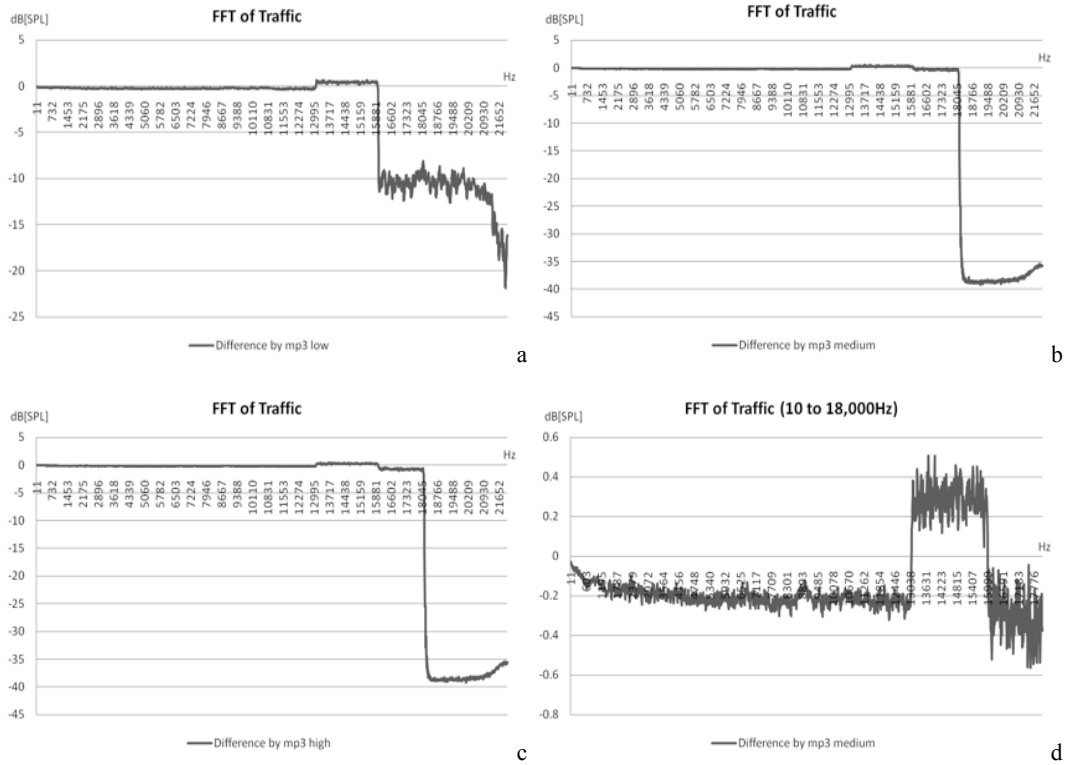 dB[SPL]
FFT of Traffic
5
0
-5
-10
-15
-20
-25
Hz
11 732 1453 2175 2896 3618 4339 5060 5782 6503 7224 7946 8667 9388 10110 10831 11553 12274 12995 13717 14438 15159 15881 16602 17323 18045 18766 19488 20209 20930 21652
Difference by mp3 low
a
dB[SPL]
FFT of Traffic
5
0
-5
-10
-15
-20
-25
-30
-35
-40
-45
Hz
11 732 1453 2175 2896 3618 4339 5060 5782 6503 7224 7946 8667 9388 10110 10831 11553 12274 12995 13717 14438 15159 15881 16602 17323 18045 18766 19488 20209 20930 21652
Difference by mp3 medium
b
dB[SPL]
FFT of Traffic
5
0
-5
-10
-15
-20
-25
-30
-35
-40
-45
Hz
11 732 1453 2175 2896 3618 4339 5060 5782 6503 7224 7946 8667 9388 10110 10831 11553 12274 12995 13717 14438 15159 15881 16602 17323 18045 18766 19488 20209 20930 21652
Difference by mp3 high
c
dB[SPL]
FFT of Traffic (10 to 18,000Hz)
0.6
0.4
0.2
0
-0.2
-0.4
-0.6
-0.8
Hz
11 7117 7709 8301 11262 12446 13631 14223 14815 15407
Difference by mp3 medium
d